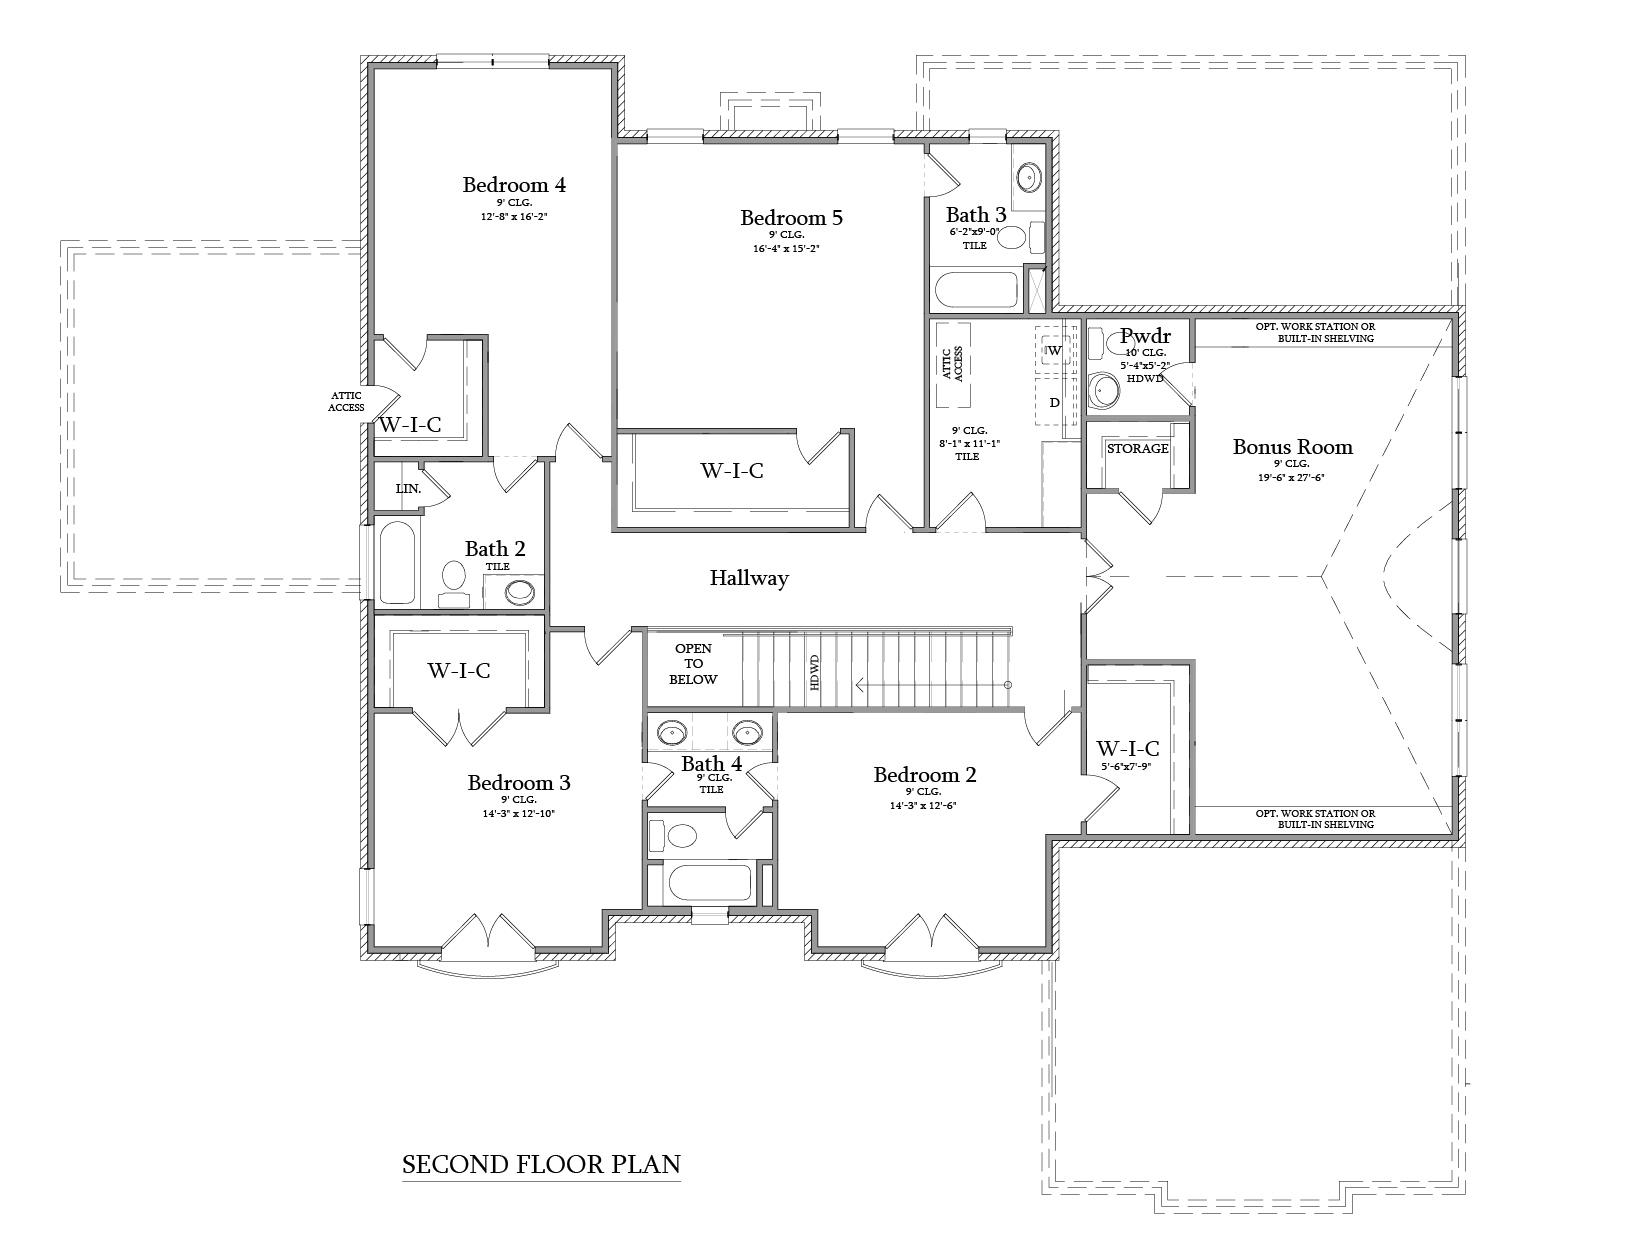 Bedroom 4
9' CLG.
12'-8" x 16'-2"
Bedroom 5
9' CLG.
16'-4" x 15'-2"
Bath 3
6'-2"x9'-0"
TILE
OPT. WORK STATION OR
BUILT-IN SHELVING
Pwdr
10' CLG.
5'-4"x5'-2"
HDWD
ATTIC
ACCESS
W
D
9' CLG.
8'-1" x 11'-1"
TILE
ATTIC
ACCESS
W-I-C
W-I-C
LIN.
STORAGE
Bonus Room
9' CLG.
19'-6" x 27'-6"
Bath 2
TILE
Hallway
W-I-C
OPEN
TO
BELOW
HDWD
W-I-C
5'-6"x7'-9"
Bath 4
9' CLG.
TILE
Bedroom 3
9' CLG.
14'-3" x 12'-10"
Bedroom 2
9' CLG.
14'-3" x 12'-6"
OPT. WORK STATION OR
BUILT-IN SHELVING
SECOND FLOOR PLAN